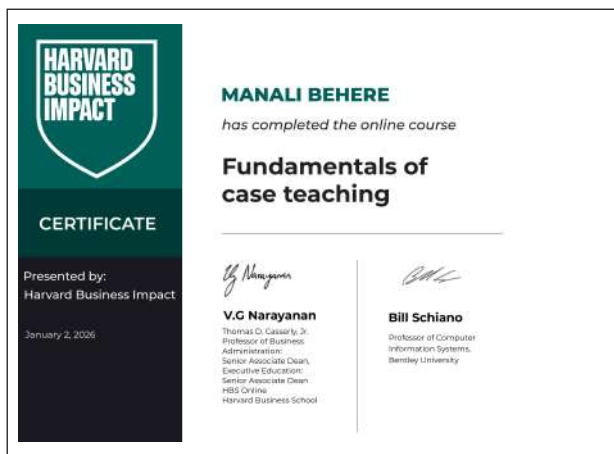 HARVARD
BUSINESS
IMPACT
CERTIFICATE
Presented by:
Harvard Business Impact
January 2, 2026
MANALI BEHERE
has completed the online course
Fundamentals of
case teaching
V.G Narayanan
Thomas D. Casserly, Jr.
Professor of Business
Administration:
Senior Associate Dean,
Executive Education:
Senior Associate Dean
HBS Online
Harvard Business School
Bill Schiano
Professor of Computer
Information Systems,
Bentley University